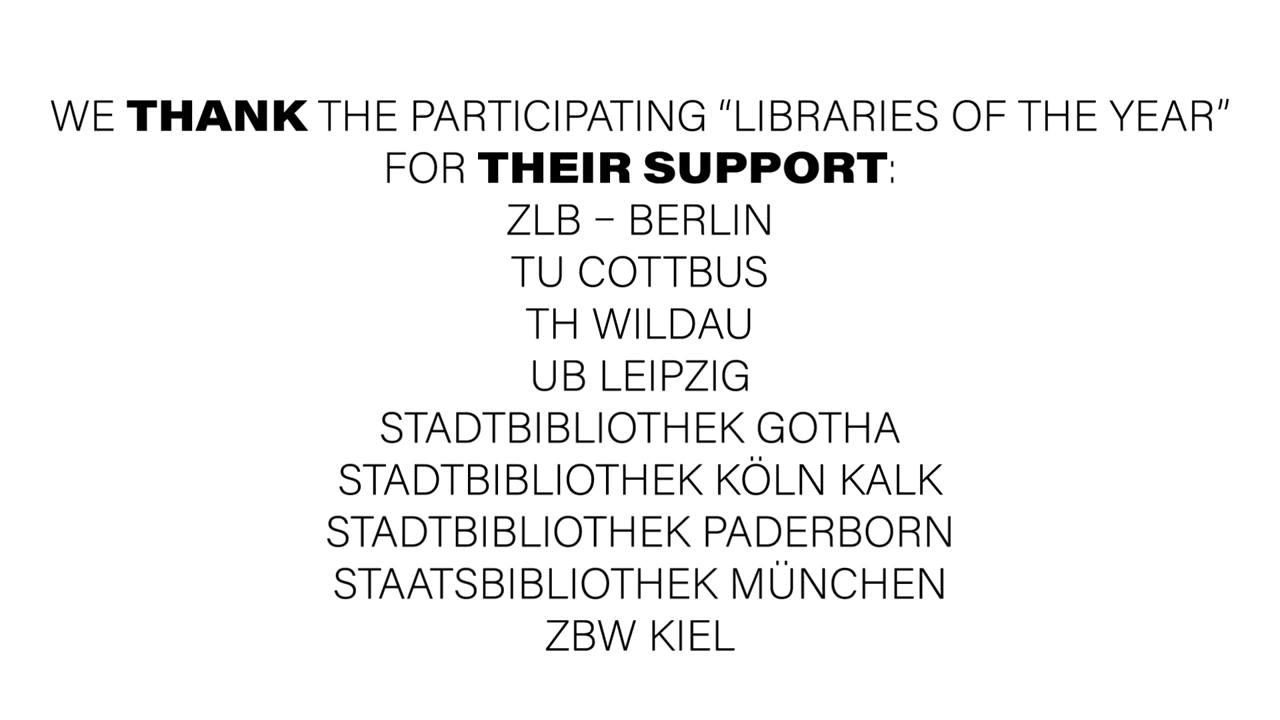 WE THANK THE PARTICIPATING “LIBRARIES OF THE YEAR”
FOR THEIR SUPPORT:
ZLB – BERLIN
TU COTTBUS
TH WILDAU
UB LEIPZIG
STADTBIBLIOTHEK GOTHA
STADTBIBLIOTHEK KÖLN KALK
STADTBIBLIOTHEK PADERBORN
STAATSBIBLIOTHEK MÜNCHEN
ZBW KIEL